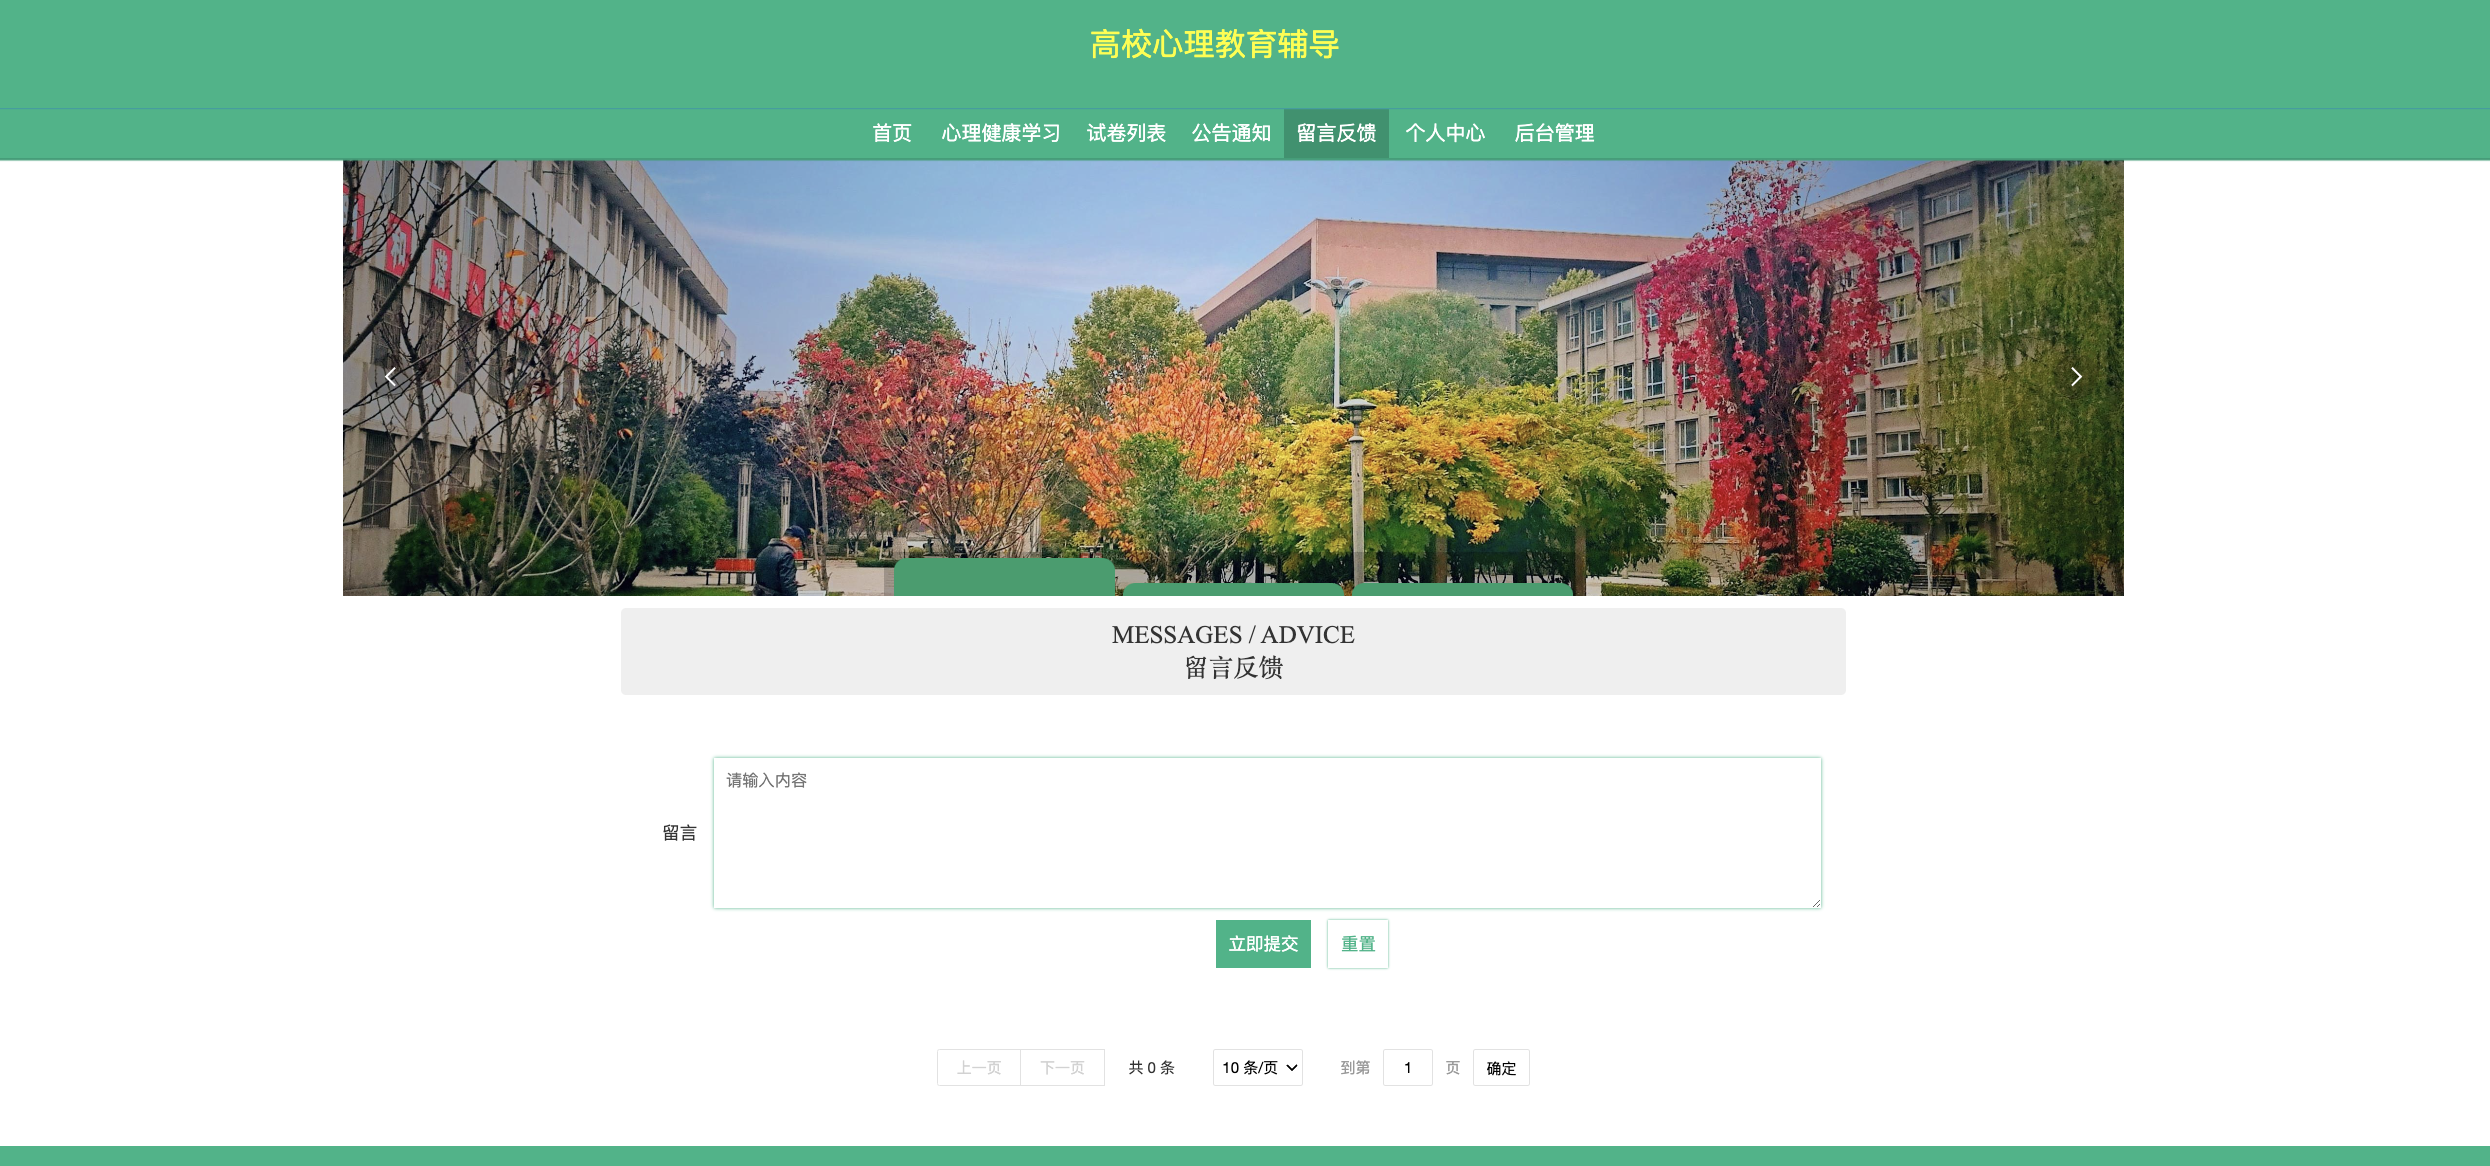 高校心理教育辅导
首页 心理健康学习 试卷列表 公告通知 留言反馈 个人中心 后台管理
MESSAGES / ADVICE
留言反馈
请输入内容
留言
立即提交 重置
上一页 下一页 共 0 条 10 条/页 到第 1 页 确定